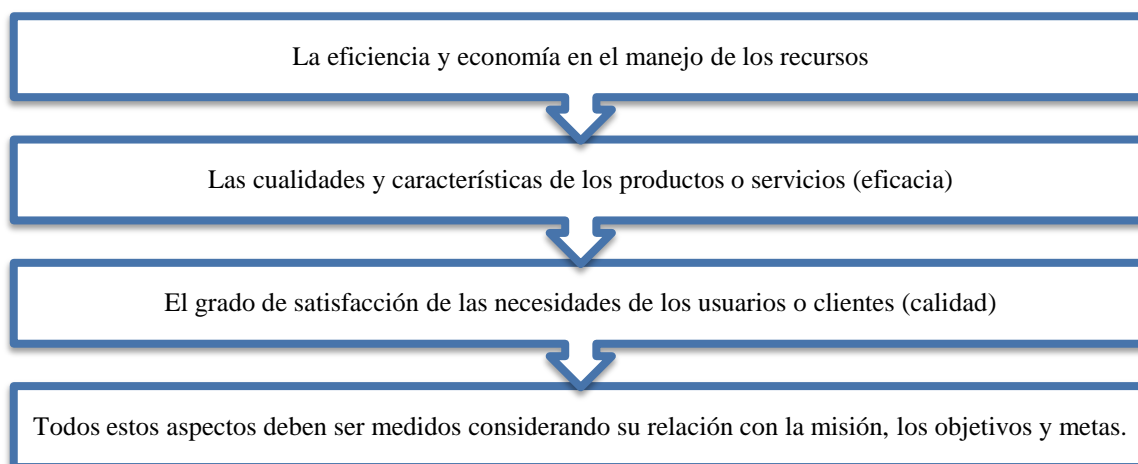 La eficiencia y economía en el manejo de los recursos
Las cualidades y características de los productos o servicios (eficacia)
El grado de satisfacción de las necesidades de los usuarios o clientes (calidad)
Todos estos aspectos deben ser medidos considerando su relación con la misión, los objetivos y metas.